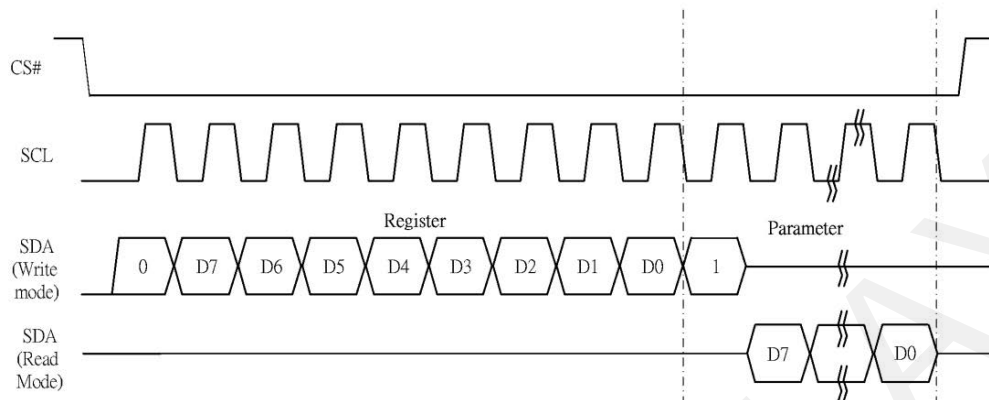 CS#
SCL
Register
Parameter
SDA
(Write
mode)
0 D7 D6 D5 D4 D3 D2 D1 D0 1
SDA
(Read
Mode)
D7 D0